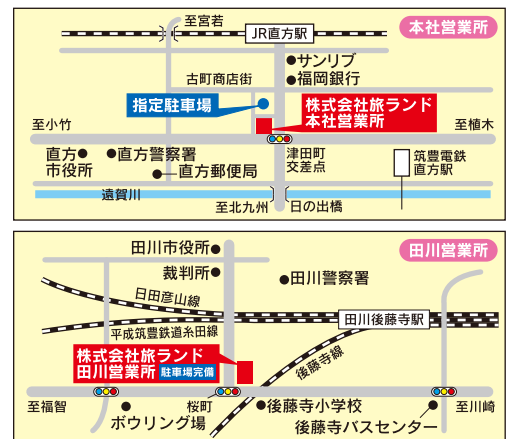 至宮若
本社営業所
JR直方駅
サンリブ
福岡銀行
古町商店街
指定駐車場
株式会社旅ランド
本社営業所
至小竹
至植木
直方
市役所
直方警察署
津田町
交差点
筑豊電鉄
直方駅
直方郵便局
遠賀川
至北九州
日の出橋
田川市役所
田川営業所
裁判所
田川警察署
日田彦山線
田川後藤寺駅
平成筑豊鉄道糸田線
株式会社旅ランド
田川営業所 駐車場完備
後藤寺線
至福智
桜町
後藤寺小学校
至川崎
ボウリング場
後藤寺バスセンター